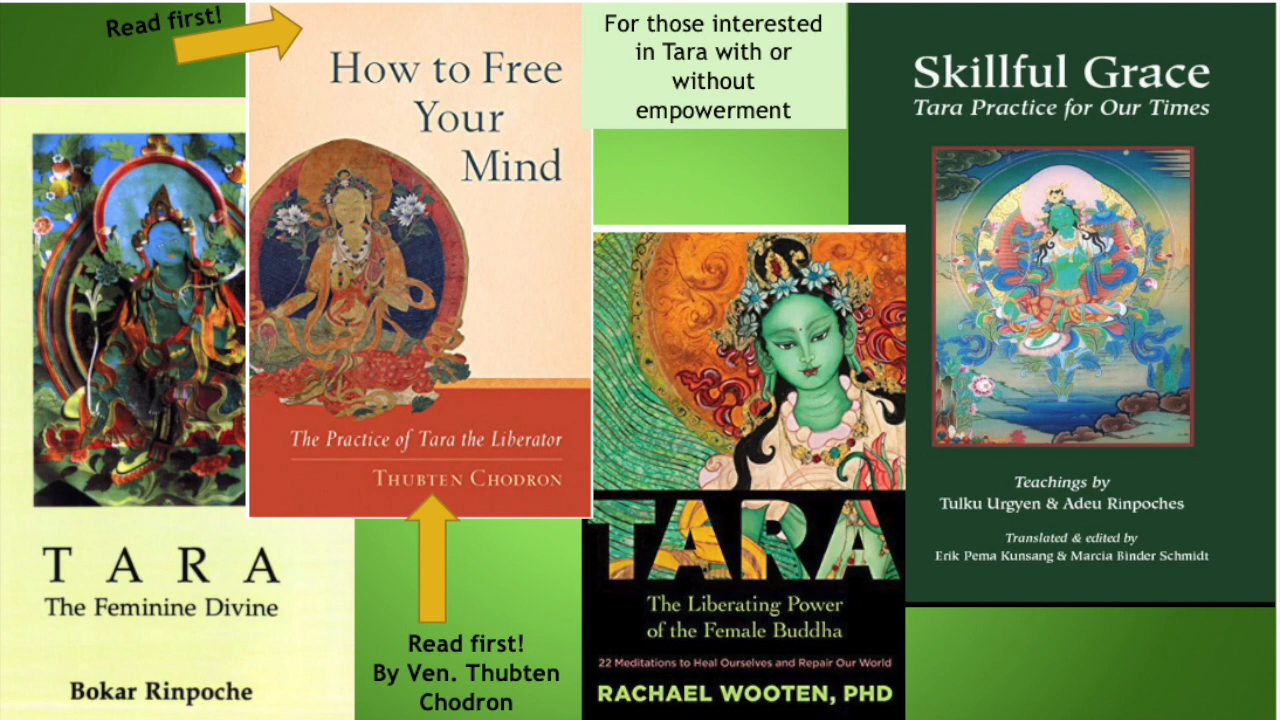 Read first!
How to Free
Your
Mind
The Practice of Tara the Liberator
THUBTEN CHODRON
For those interested
in Tara with or
without
empowerment
Skillful Grace
Tara Practice for Our Times
Teachings by
Tulku Urgyen & Adeu Rinpoches
Translated & edited by
Erik Pema Kunsang & Marcia Binder Schmidt
TARA
The Feminine Divine
Bokar Rinpoche
Read first!
By Ven. Thubten
Chodron
TARA
The Liberating Power
of the Female Buddha
22 Meditations to Heal Ourselves and Repair Our World
RACHAEL WOOTEN, PHD